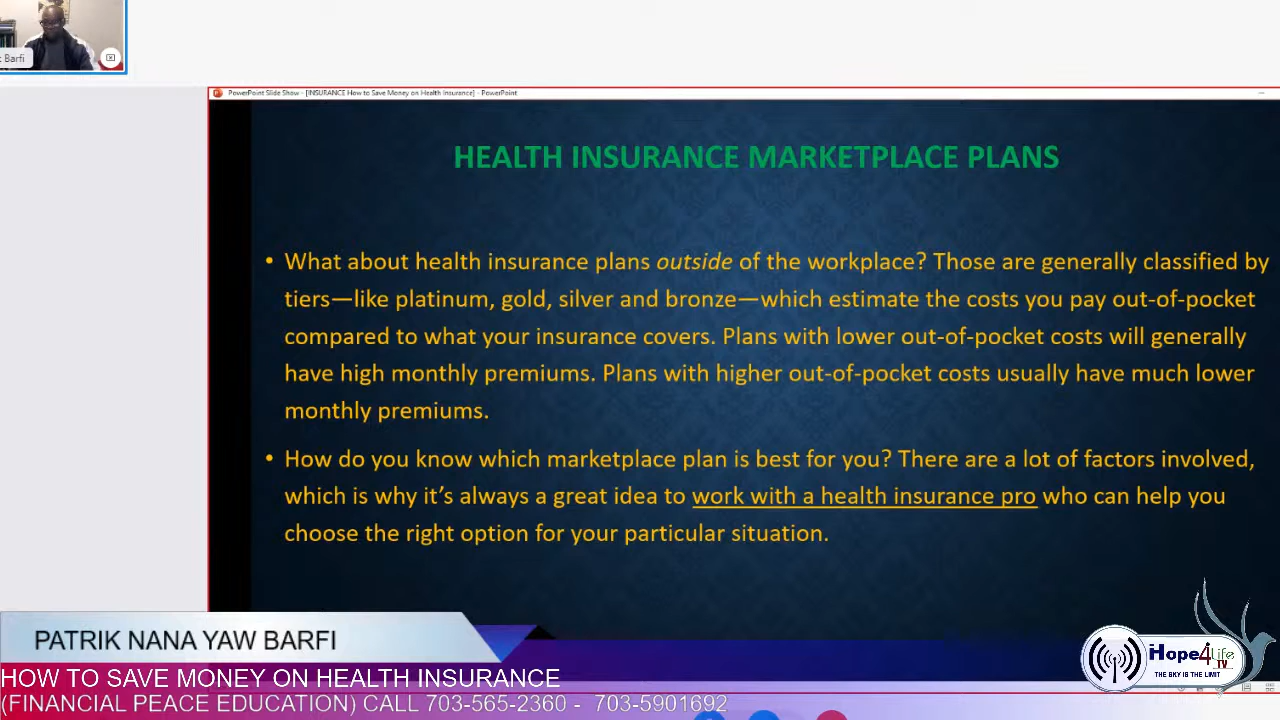 Barfi
PowerPoint Slide Show - [INSURANCE How to Save Money on Health Insurance] - PowerPoint
HEALTH INSURANCE MARKETPLACE PLANS
• What about health insurance plans outside of the workplace? Those are generally classified by
tiers—like platinum, gold, silver and bronze—which estimate the costs you pay out-of-pocket
compared to what your insurance covers. Plans with lower out-of-pocket costs will generally
have high monthly premiums. Plans with higher out-of-pocket costs usually have much lower
monthly premiums.
• How do you know which marketplace plan is best for you? There are a lot of factors involved,
which is why it’s always a great idea to work with a health insurance pro who can help you
choose the right option for your particular situation.
PATRIK NANA YAW BARFI
HOW TO SAVE MONEY ON HEALTH INSURANCE
(FINANCIAL PEACE EDUCATION) CALL 703-565-2360 - 703-5901692
Hope4Life
TV
THE SKY IS THE LIMIT